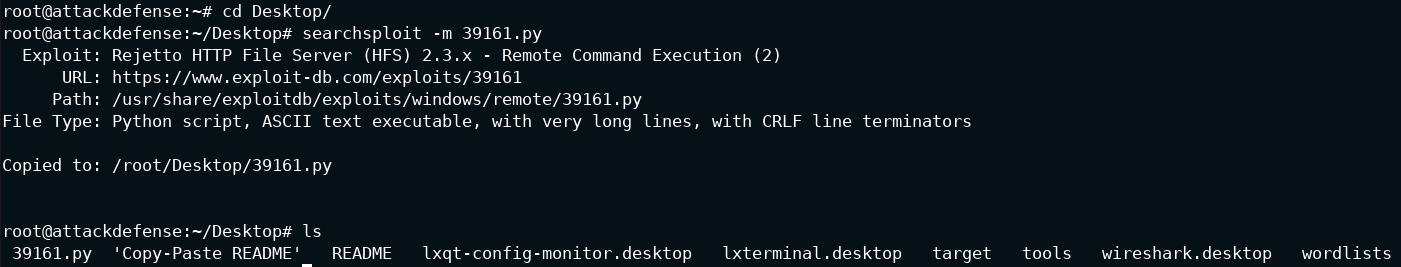 root@attackdefense:~# cd Desktop/
root@attackdefense:~/Desktop# searchsploit -m 39161.py
Exploit: Rejetto HTTP File Server (HFS) 2.3.x - Remote Command Execution (2)
URL: https://www.exploit-db.com/exploits/39161
Path: /usr/share/exploitdb/exploits/windows/remote/39161.py
File Type: Python script, ASCII text executable, with very long lines, with CRLF line terminators
Copied to: /root/Desktop/39161.py
root@attackdefense:~/Desktop# ls
39161.py 'Copy-Paste README' README lxqt-config-monitor.desktop lxterminal.desktop target tools wireshark.desktop wordlists